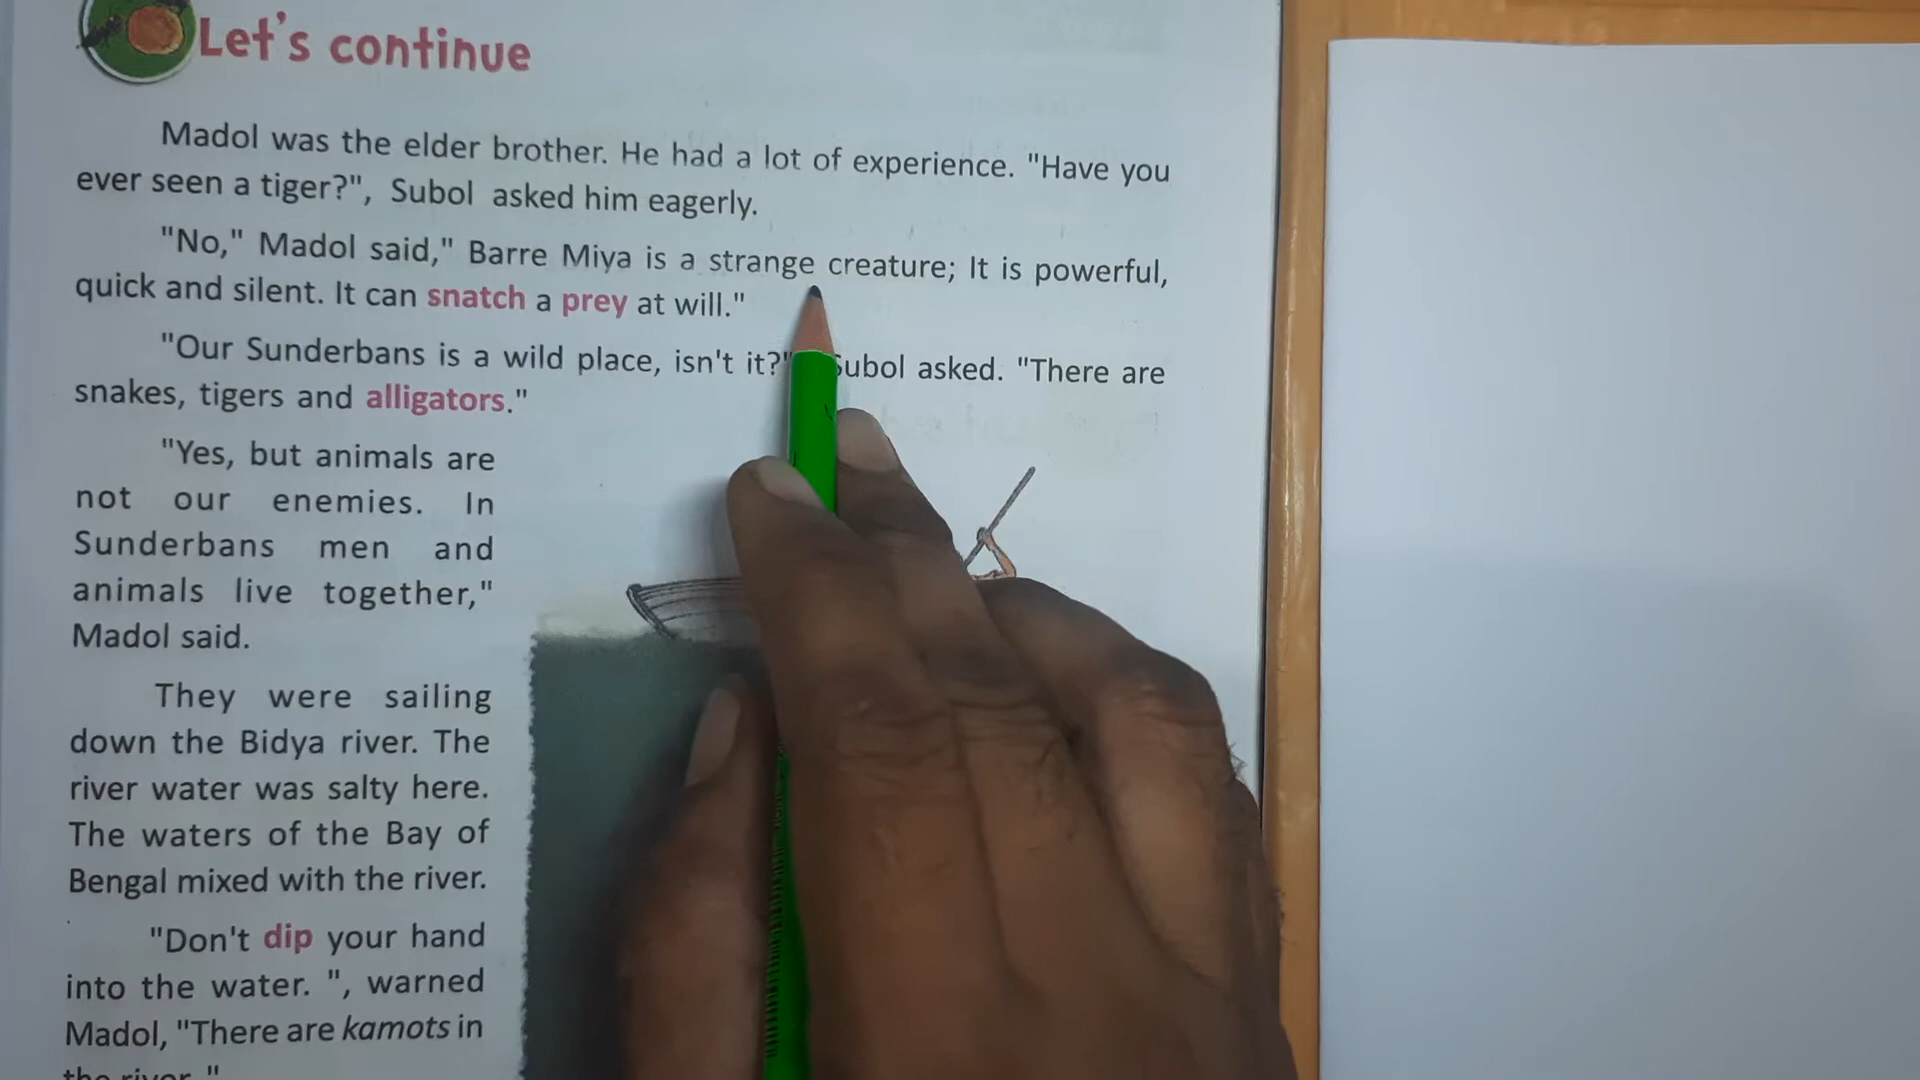 Let's continue
Madol was the elder brother. He had a lot of experience. "Have you
ever seen a tiger?", Subol asked him eagerly.
"No," Madol said," Barre Miya is a strange creature; It is powerful,
quick and silent. It can snatch a prey at will."
"Our Sunderbans is a wild place, isn't it?" Subol asked. "There are
snakes, tigers and alligators."
"Yes, but animals are
not our enemies. In
Sunderbans men and
animals live together,"
Madol said.
They were sailing
down the Bidya river. The
river water was salty here.
The waters of the Bay of
Bengal mixed with the river.
"Don't dip your hand
into the water. ", warned
Madol, "There are kamots in
the river. "